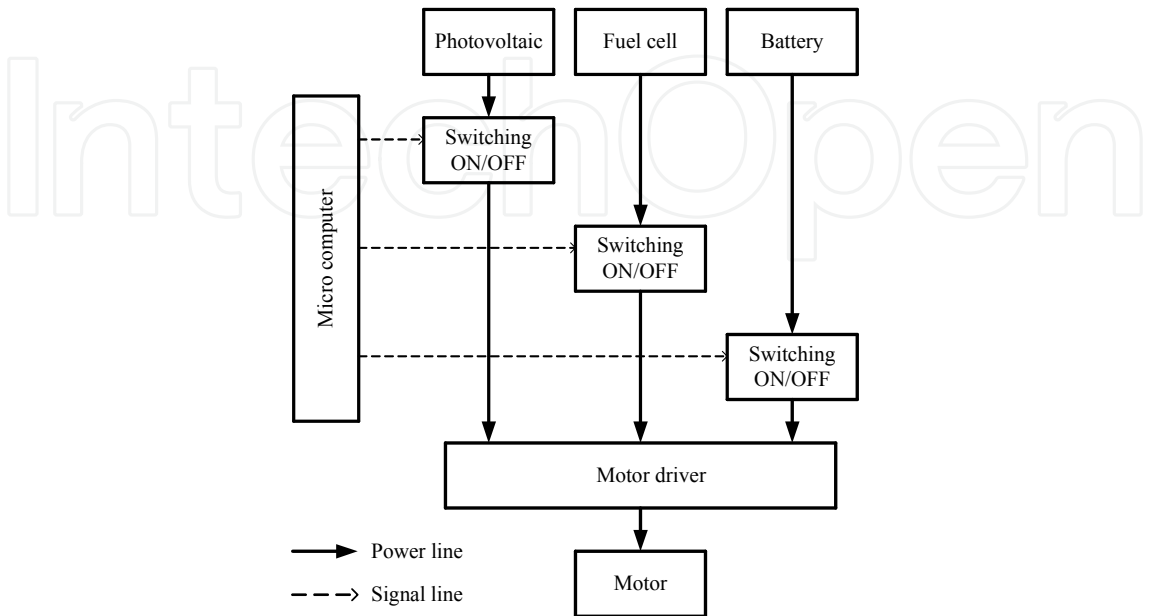 IntechOpen
Photovoltaic
Fuel cell
Battery
Micro computer
Switching
ON/OFF
Switching
ON/OFF
Switching
ON/OFF
Motor driver
Motor
Power line
Signal line